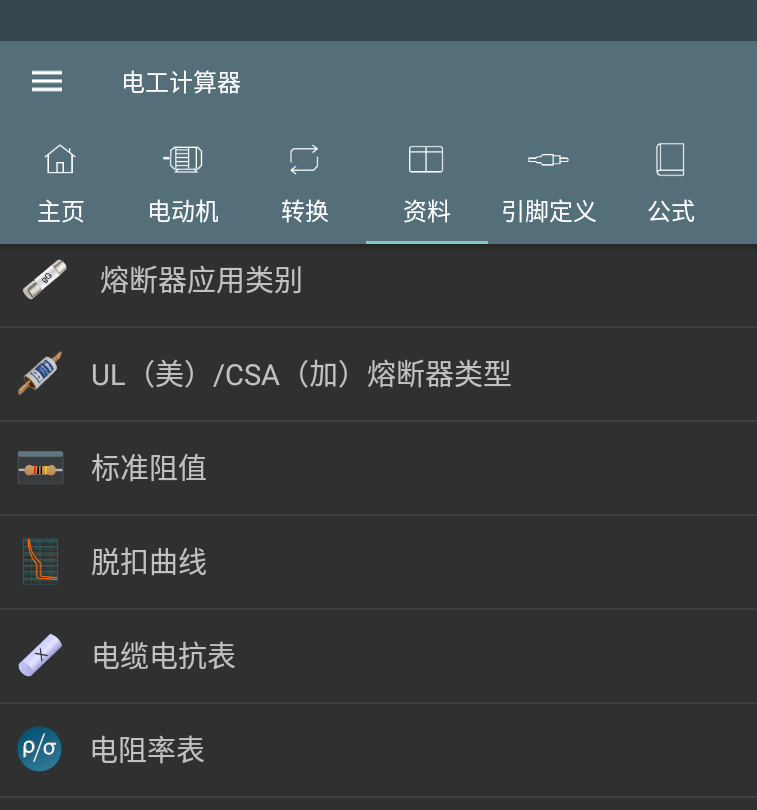 电工计算器
主页 电动机 转换 资料 引脚定义 公式
gG 熔断器应用类别
UL（美）/CSA（加）熔断器类型
标准阻值
脱扣曲线
X 电缆电抗表
ρ/σ 电阻率表